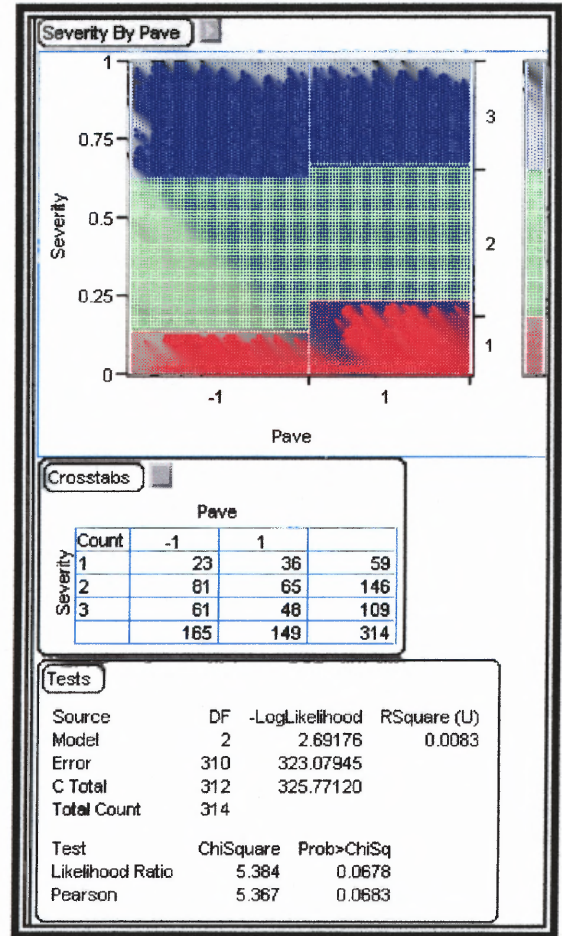 Severity By Pave
1
0.75
0.5
0.25
0
Severity
3
2
1
-1 1
Pave
Crosstabs
Pave
Severity
Count -1 1
1 23 36 59
2 81 65 146
3 61 48 109
165 149 314
Tests
Source DF -LogLikelihood RSquare (U)
Model 2 2.69176 0.0083
Error 310 323.07945
C Total 312 325.77120
Total Count 314
Test ChiSquare Prob>ChiSq
Likelihood Ratio 5.384 0.0678
Pearson 5.367 0.0683